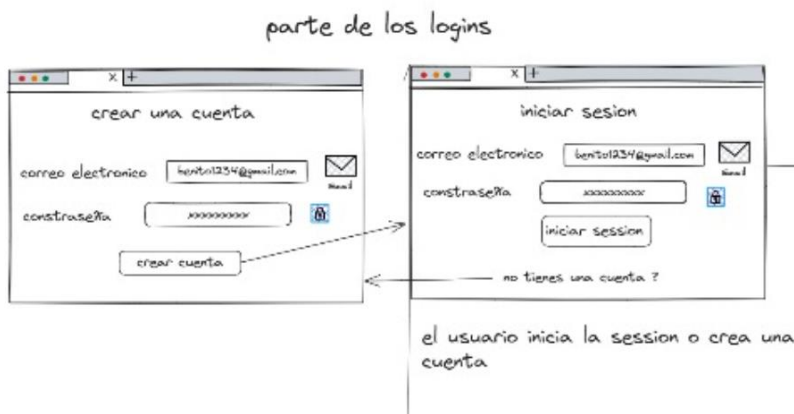 parte de los logins
crear una cuenta
correo electronico
benito1234@gmail.com
Email
constraseña
xxxxxxxxx
crear cuenta
iniciar sesion
correo electronico
benito1234@gmail.com
Email
constraseña
xxxxxxxxx
iniciar session
no tienes una cuenta ?
el usuario inicia la session o crea una
cuenta